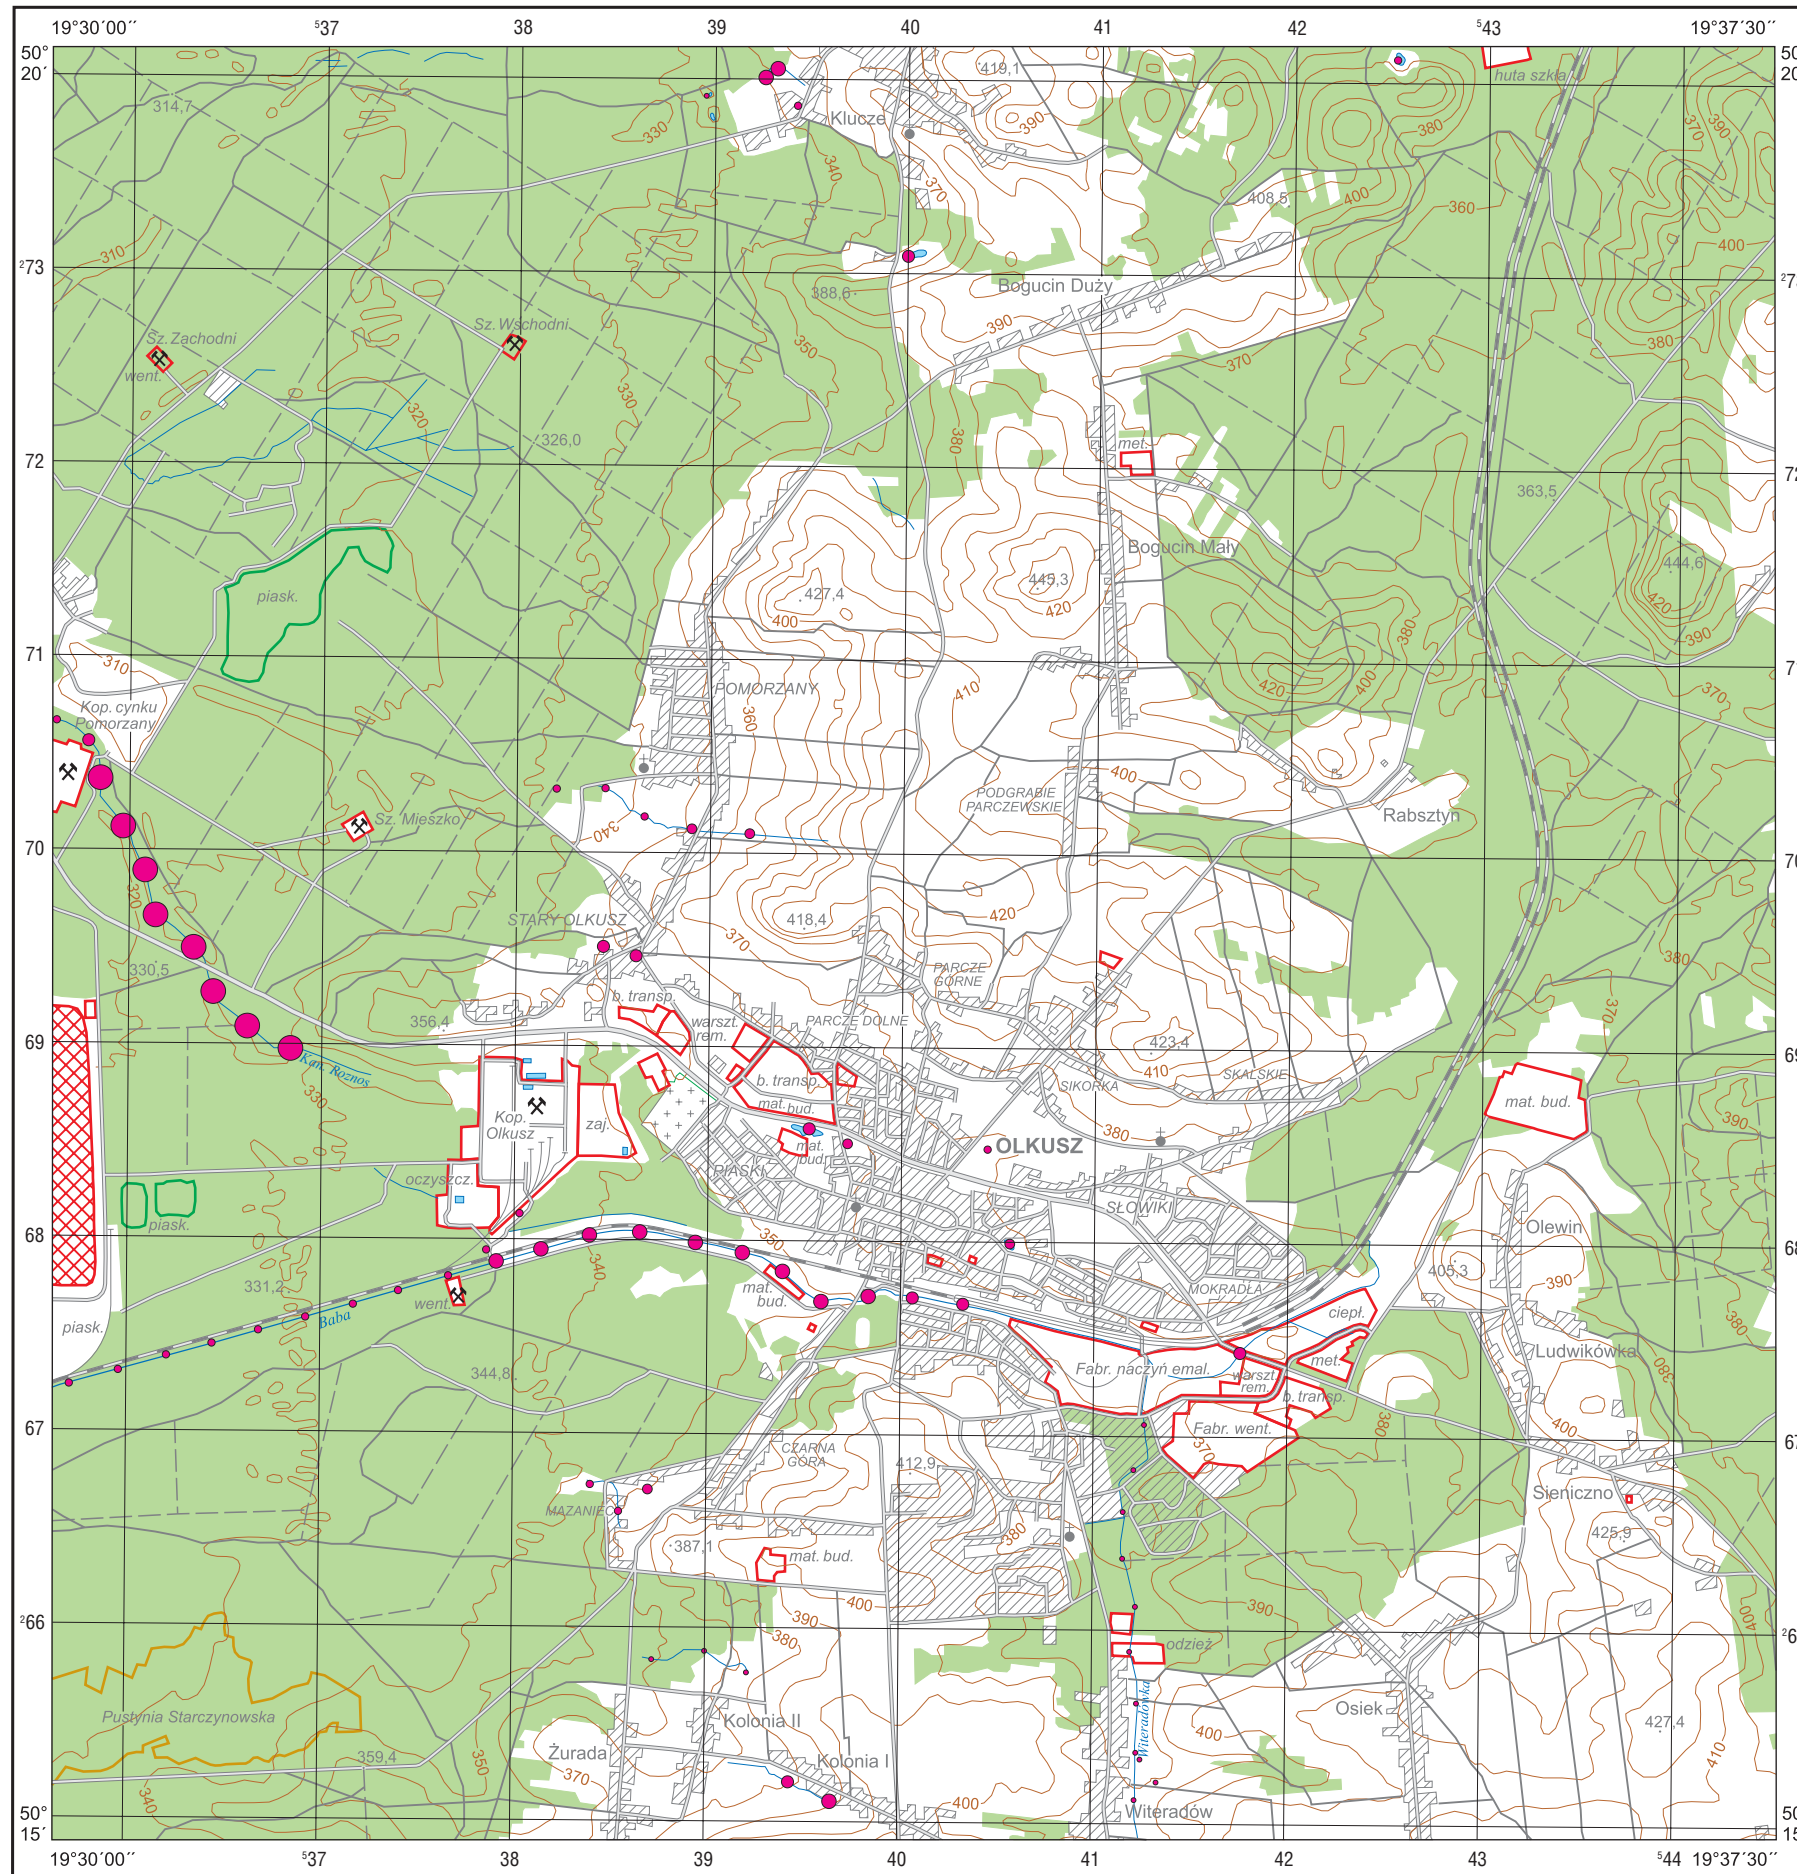 19°30´00´´ ⁵37 38 39 40 41 42 ⁵43 19°37´30´´
50°
20´
50
20
419,1
huta szkła
314,7
Klucze
330
390
380
370
390
340
370
408,5
400
360
400
310
²73
388,6
Bogucin Duży
390
380
Sz. Zachodni
Sz. Wschodni
went.
350
370
330
320
326,0
380
met.
72
363,5
Bogucin Mały
444,6
445,3
427,4
420
420
piask.
400
380
390
71
310
420
400
POMORZANY
410
370
Kop. cynku
Pomorzany
360
400
PODGRABIE
PARCZEWSKIE
Rabsztyn
Sz. Mieszko
340
70
320
STARY OLKUSZ
418,4
420
370
380
330,5
PARCZE
GÓRNE
b. transp.
356,4
warszt.
rem.
PARCZE DOLNE
370
69
423,4
Kan. Roznos
410
SKALSKIE
SIKORKA
b. transp.
330
mat. bud.
mat. bud.
390
Kop.
Olkusz
zaj.
380
OLKUSZ
mat.
bud.
PIASKI
oczyszcz.
SŁOWIKI
piask.
Olewin
68
350
340
405,3
390
331,2
mat.
bud.
MOKRADŁA
went.
ciepł.
Baba
piask.
380
Ludwikówka
344,8
Fabr. naczyń emal.
met.
warszt.
rem.
380
b. transp.
380
400
67
Fabr. went.
370
CZARNA
GÓRA
412,9
Sieniczno
MAZANIEC
380
425,9
387,1
mat. bud.
400
390
390
400
²66
380
odzież
Witeradówka
Pustynia Starczynowska
Kolonia II
Osiek
427,4
400
Żurada
359,4
350
Kolonia I
410
370
340
400
Witeradów
50°
15´
50
15
19°30´00´´ ⁵37 38 39 40 41 42 43 ⁵44 19°37´30´´